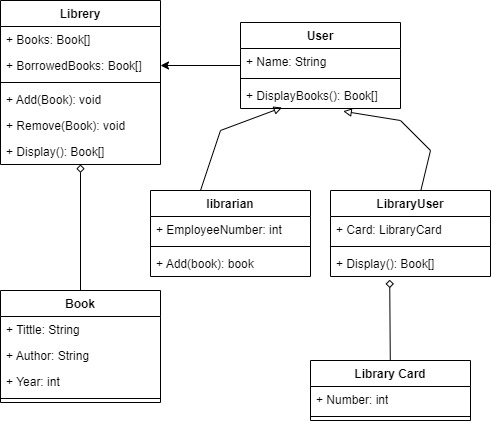 Librery
+ Books: Book[]
+ BorrowedBooks: Book[]
+ Add(Book): void
+ Remove(Book): void
+ Display(): Book[]
User
+ Name: String
+ DisplayBooks(): Book[]
librarian
+ EmployeeNumber: int
+ Add(book): book
LibraryUser
+ Card: LibraryCard
+ Display(): Book[]
Book
+ Tittle: String
+ Author: String
+ Year: int
Library Card
+ Number: int